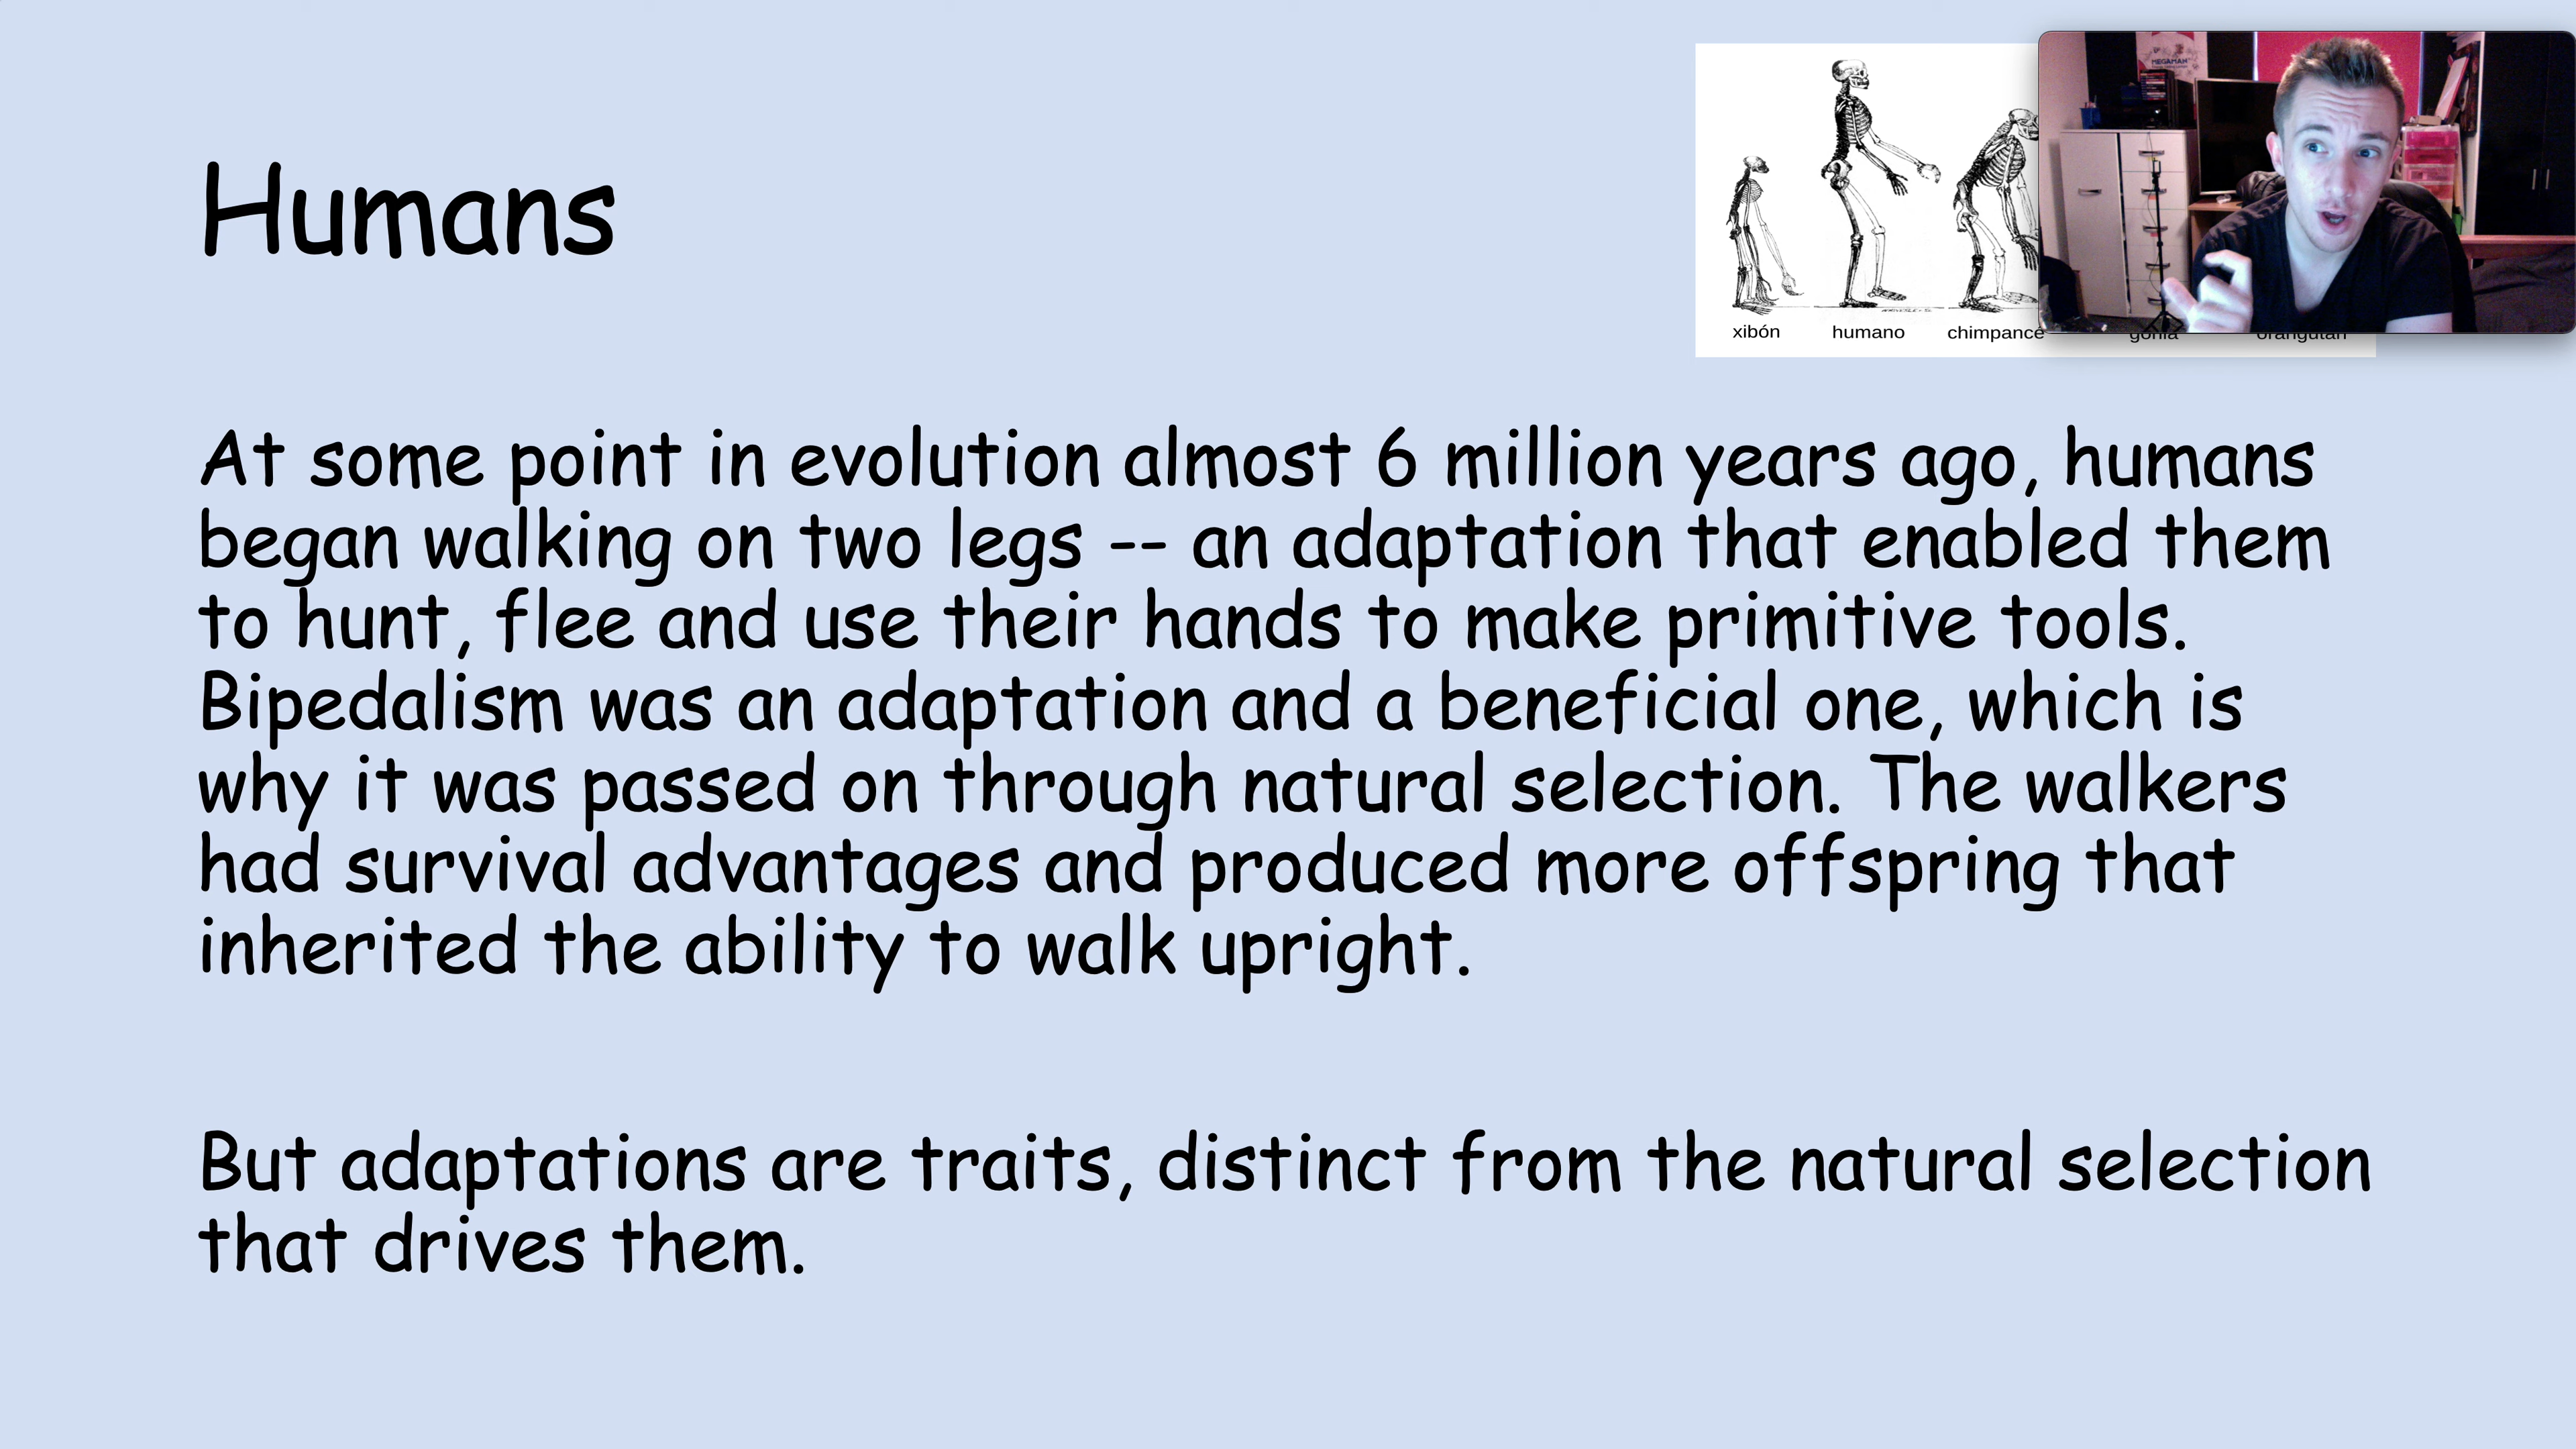 Humans
MEGAMAN
xibón humano chimpancé gorila orangután
At some point in evolution almost 6 million years ago, humans
began walking on two legs -- an adaptation that enabled them
to hunt, flee and use their hands to make primitive tools.
Bipedalism was an adaptation and a beneficial one, which is
why it was passed on through natural selection. The walkers
had survival advantages and produced more offspring that
inherited the ability to walk upright.
But adaptations are traits, distinct from the natural selection
that drives them.